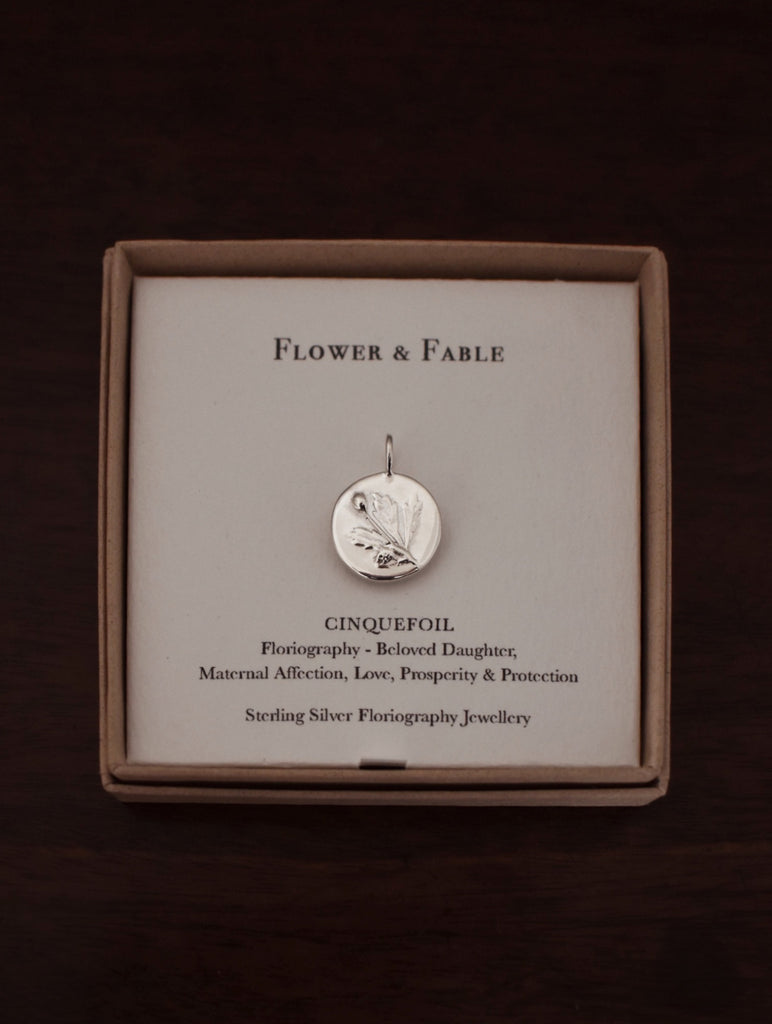 FLOWER & FABLE
CINQUEFOIL
Floriography - Beloved Daughter,
Maternal Affection, Love, Prosperity & Protection
Sterling Silver Floriography Jewellery